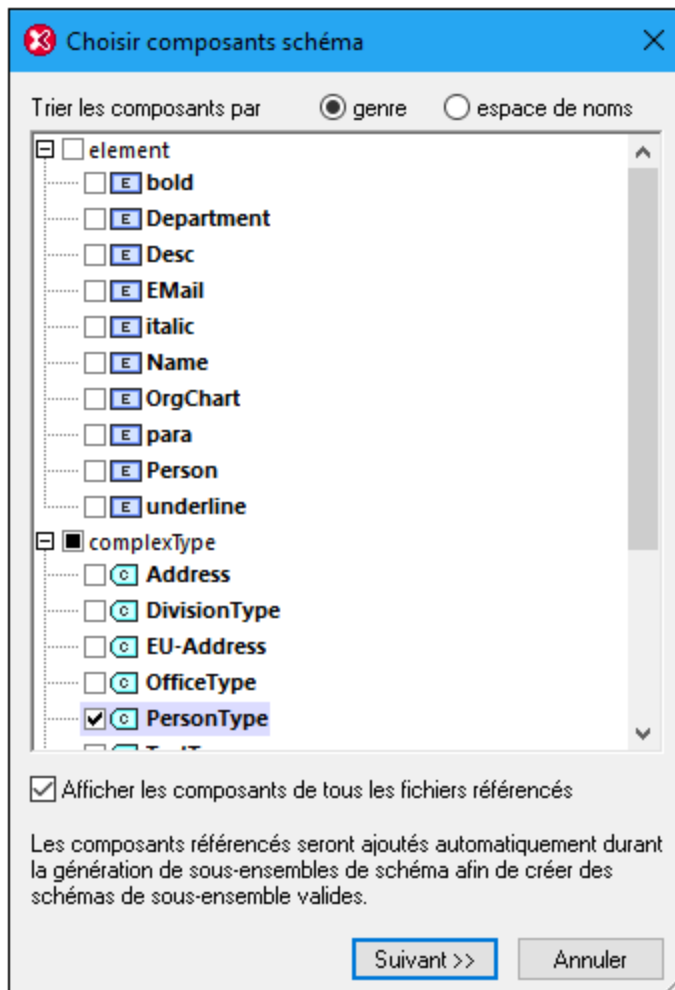 Choisir composants schéma
Trier les composants par genre espace de noms
element
E bold
E Department
E Desc
E EMail
E italic
E Name
E OrgChart
E para
E Person
E underline
complexType
C Address
C DivisionType
C EU-Address
C OfficeType
C PersonType
Afficher les composants de tous les fichiers référencés
Les composants référencés seront ajoutés automatiquement durant
la génération de sous-ensembles de schéma afin de créer des
schémas de sous-ensemble valides.
Suivant >> Annuler